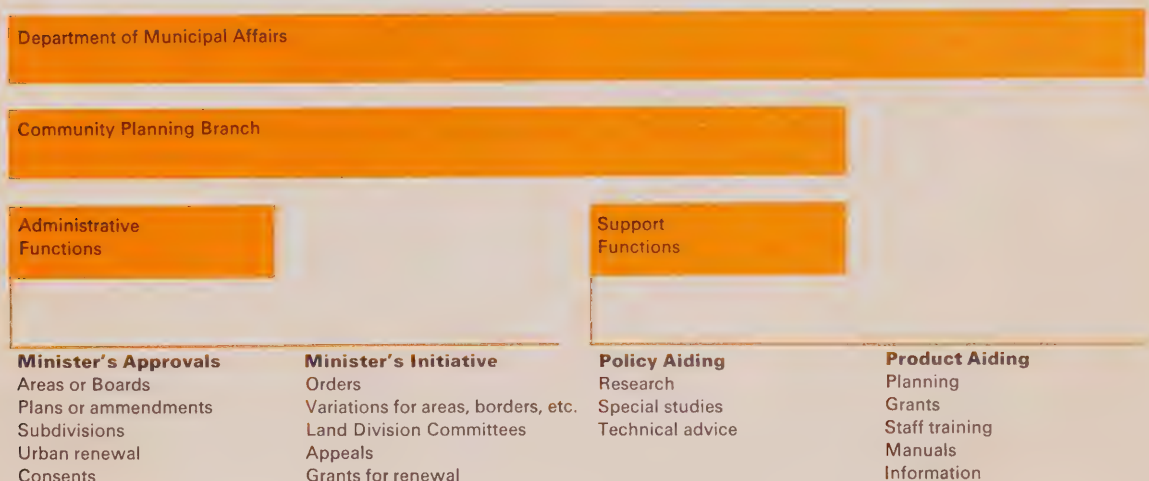 Department of Municipal Affairs
Community Planning Branch
Administrative
Functions
Support
Functions
Minister's Approvals
Areas or Boards
Plans or ammendments
Subdivisions
Urban renewal
Consents
Minister's Initiative
Orders
Variations for areas, borders, etc.
Land Division Committees
Appeals
Grants for renewal
Policy Aiding
Research
Special studies
Technical advice
Product Aiding
Planning
Grants
Staff training
Manuals
Information